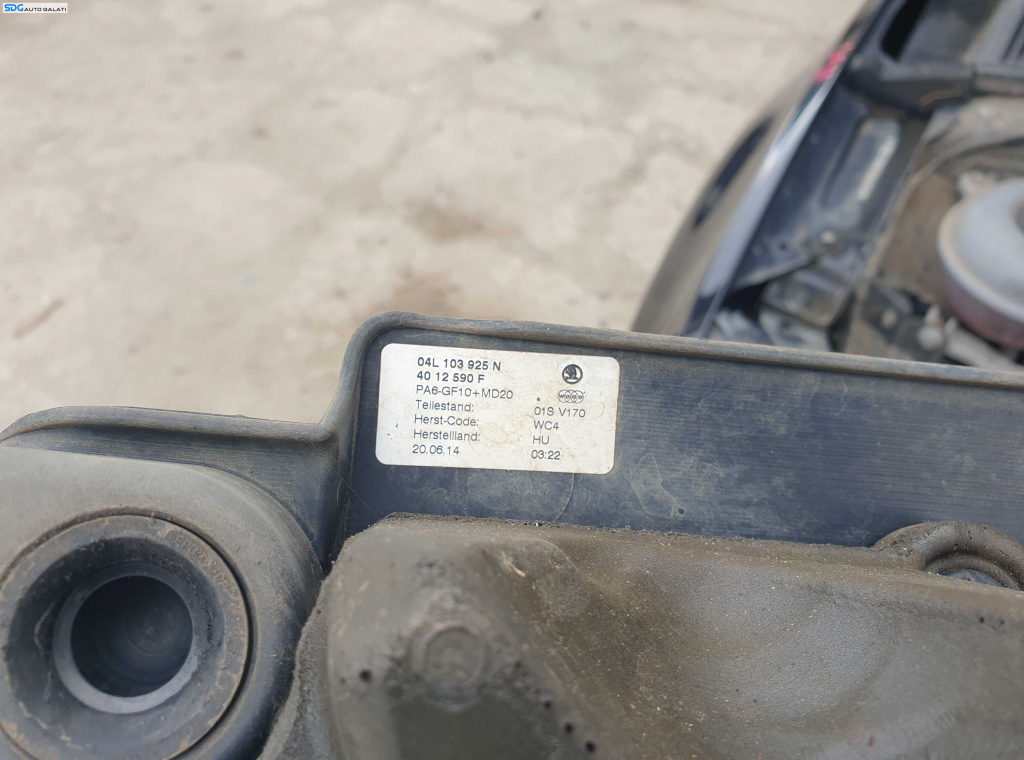 SDG AUTO GALATI
04L 103 925 N
40 12 590 F
PA6-GF10+MD20
Teilestand: 01S V170
Herst-Code: WC4
Herstellland: HU
20.06.14 03:22